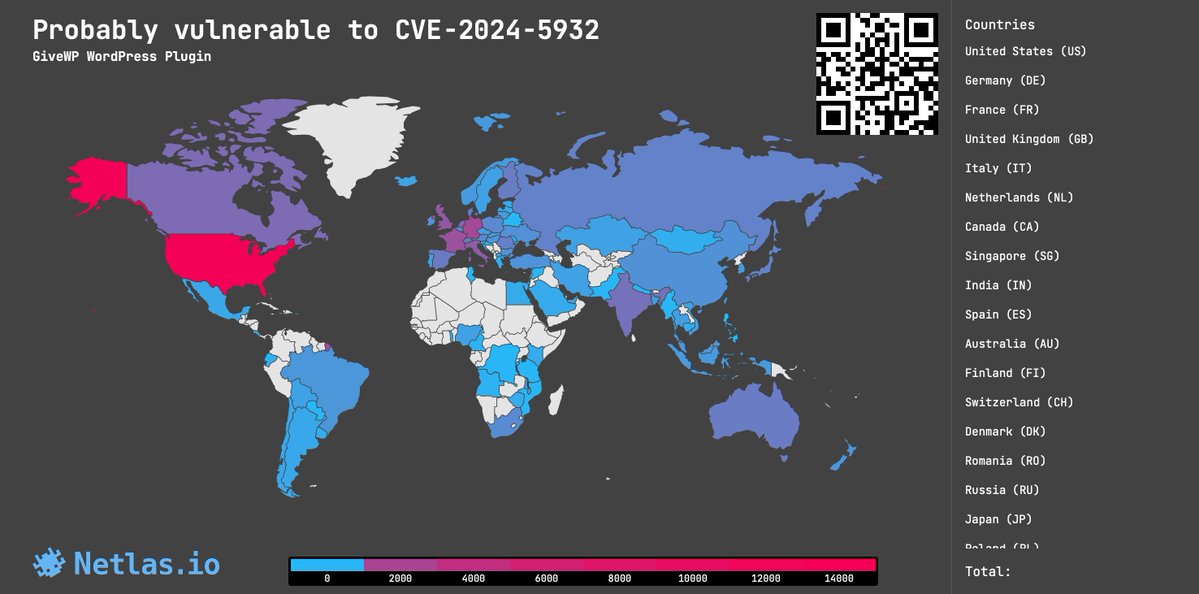 Probably vulnerable to CVE-2024-5932
GiveWP WordPress Plugin
Countries
United States (US)
Germany (DE)
France (FR)
United Kingdom (GB)
Italy (IT)
Netherlands (NL)
Canada (CA)
Singapore (SG)
India (IN)
Spain (ES)
Australia (AU)
Finland (FI)
Switzerland (CH)
Denmark (DK)
Romania (RO)
Russia (RU)
Japan (JP)
Poland (PL)
Total:
Netlas.io
0 2000 4000 6000 8000 10000 12000 14000